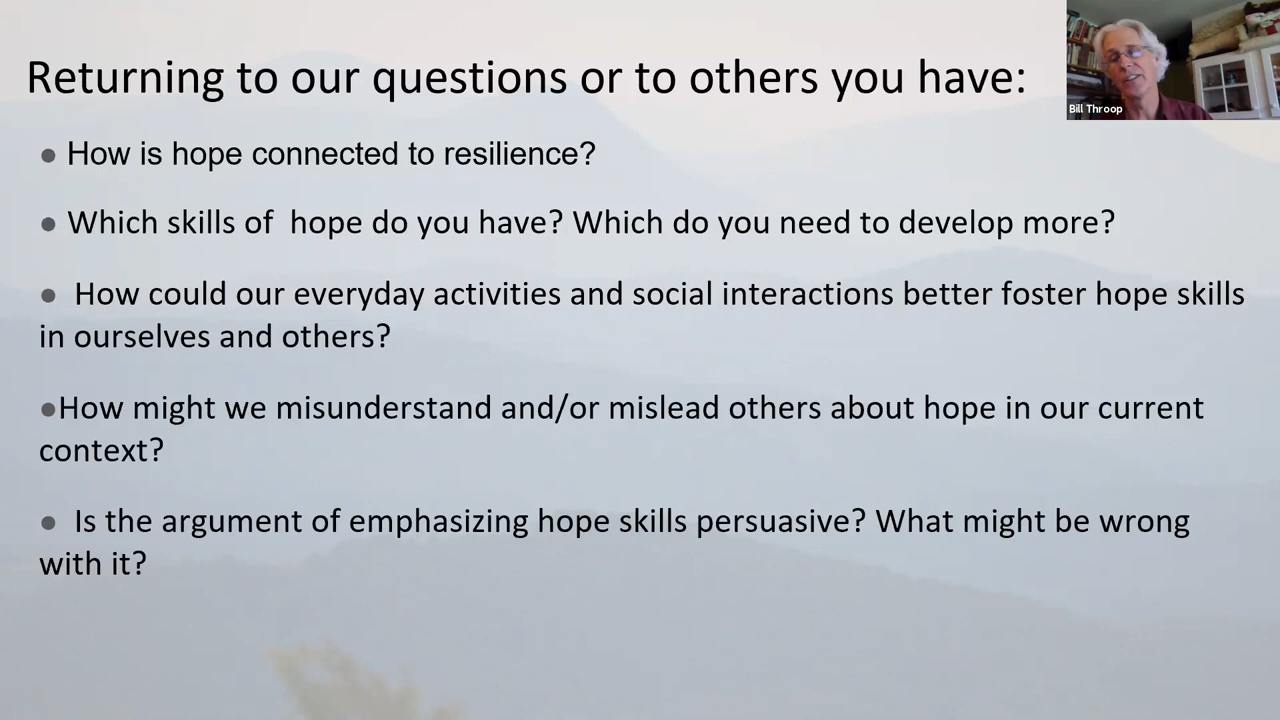 Returning to our questions or to others you have:
Bill Throop
● How is hope connected to resilience?
● Which skills of  hope do you have? Which do you need to develop more?
●  How could our everyday activities and social interactions better foster hope skills
in ourselves and others?
●How might we misunderstand and/or mislead others about hope in our current
context?
●  Is the argument of emphasizing hope skills persuasive? What might be wrong
with it?